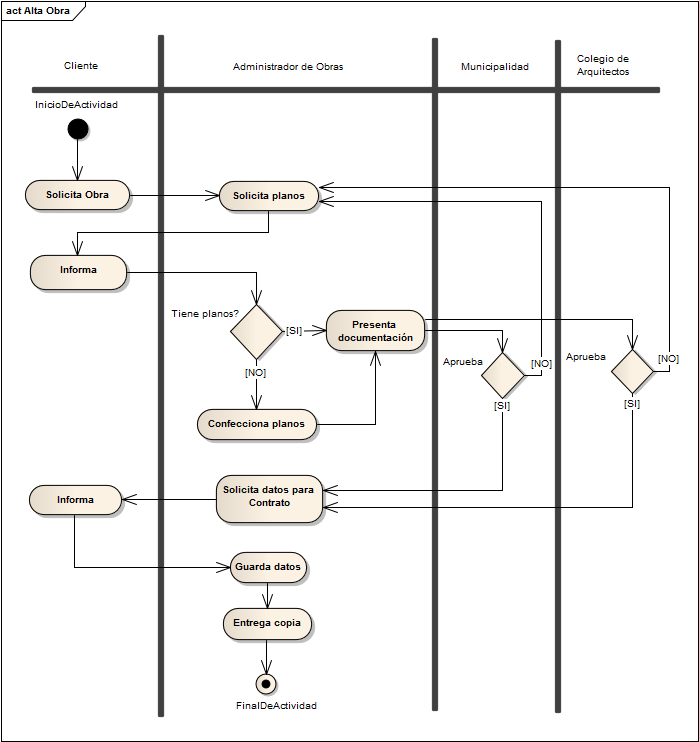 act Alta Obra
Cliente
Administrador de Obras
Municipalidad
Colegio de
Arquitectos
InicioDeActividad
Solicita Obra
Solicita planos
Informa
Tiene planos?
[SI]
Presenta
documentación
Aprueba
[NO]
Aprueba
[NO]
[NO]
[SI]
[SI]
Confecciona planos
Informa
Solicita datos para
Contrato
Guarda datos
Entrega copia
FinalDeActividad